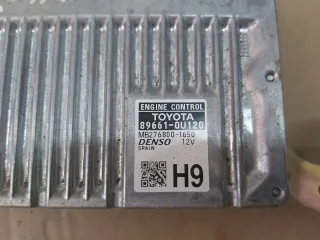 ENGINE CONTROL
TOYOTA
89661-0U120
MB276800-1650
DENSO 12V
SPAIN
H9